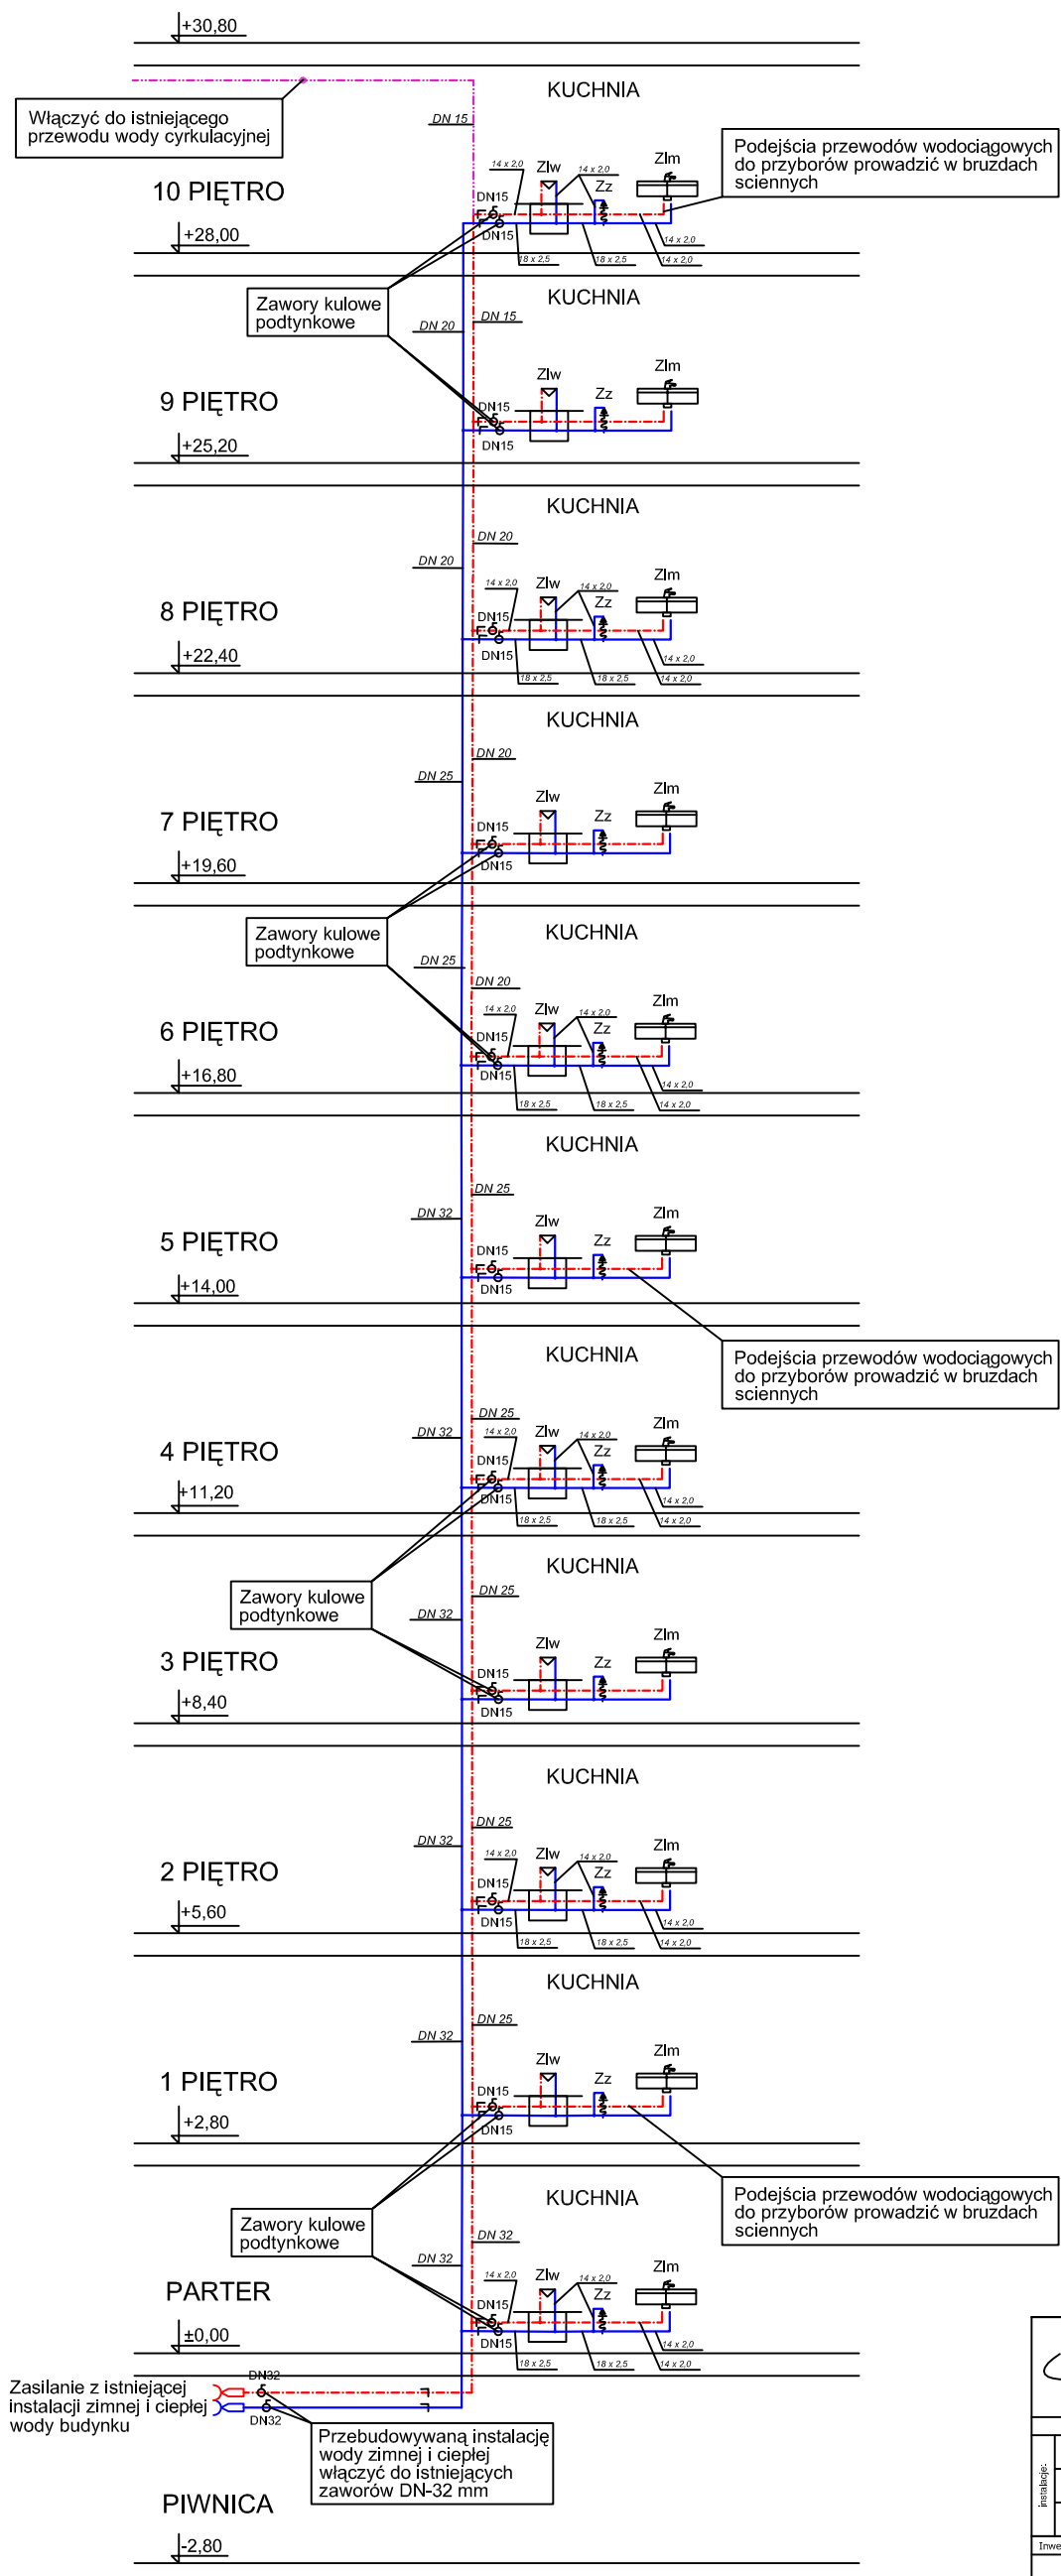 +30,80
KUCHNIA
Włączyć do istniejącego
przewodu wody cyrkulacyjnej
DN 15
Podejścia przewodów wodociągowych
do przyborów prowadzić w bruzdach
sciennych
14 x 2,0
Zlw
14 x 2,0
Zz
Zlm
10 PIĘTRO
DN15
DN15
+28,00
14 x 2,0
18 x 2,5
18 x 2,5
14 x 2,0
KUCHNIA
Zawory kulowe
podtynkowe
DN 15
DN 20
Zlw
Zz
Zlm
9 PIĘTRO
DN15
DN15
+25,20
KUCHNIA
DN 20
DN 20
14 x 2,0
Zlw
14 x 2,0
Zz
Zlm
8 PIĘTRO
DN15
DN15
+22,40
14 x 2,0
18 x 2,5
18 x 2,5
14 x 2,0
KUCHNIA
DN 20
DN 25
Zlw
Zz
Zlm
7 PIĘTRO
DN15
DN15
+19,60
KUCHNIA
Zawory kulowe
podtynkowe
DN 25
DN 20
14 x 2,0
Zlw
14 x 2,0
Zz
Zlm
6 PIĘTRO
DN15
DN15
+16,80
14 x 2,0
18 x 2,5
18 x 2,5
14 x 2,0
KUCHNIA
DN 25
DN 32
Zlw
Zz
Zlm
5 PIĘTRO
DN15
DN15
+14,00
KUCHNIA
Podejścia przewodów wodociągowych
do przyborów prowadzić w bruzdach
sciennych
DN 25
DN 32
14 x 2,0
Zlw
14 x 2,0
Zz
Zlm
4 PIĘTRO
DN15
DN15
+11,20
14 x 2,0
18 x 2,5
18 x 2,5
14 x 2,0
KUCHNIA
Zawory kulowe
podtynkowe
DN 25
DN 32
Zlw
Zz
Zlm
3 PIĘTRO
DN15
DN15
+8,40
KUCHNIA
DN 25
DN 32
14 x 2,0
Zlw
14 x 2,0
Zz
Zlm
2 PIĘTRO
DN15
DN15
+5,60
14 x 2,0
18 x 2,5
18 x 2,5
14 x 2,0
KUCHNIA
DN 25
DN 32
Zlw
Zz
Zlm
1 PIĘTRO
DN15
DN15
+2,80
KUCHNIA
Podejścia przewodów wodociągowych
do przyborów prowadzić w bruzdach
sciennych
Zawory kulowe
podtynkowe
DN 32
DN 32
14 x 2,0
Zlw
14 x 2,0
Zz
Zlm
PARTER
DN15
DN15
±0,00
14 x 2,0
18 x 2,5
18 x 2,5
14 x 2,0
Zasilanie z istniejącej
instalacji zimnej i ciepłej
wody budynku
DN32
DN32
Przebudowywaną instalację
wody zimnej i ciepłej
włączyć do istniejących
zaworów DN-32 mm
PIWNICA
-2,80
instalacje:
Inwe